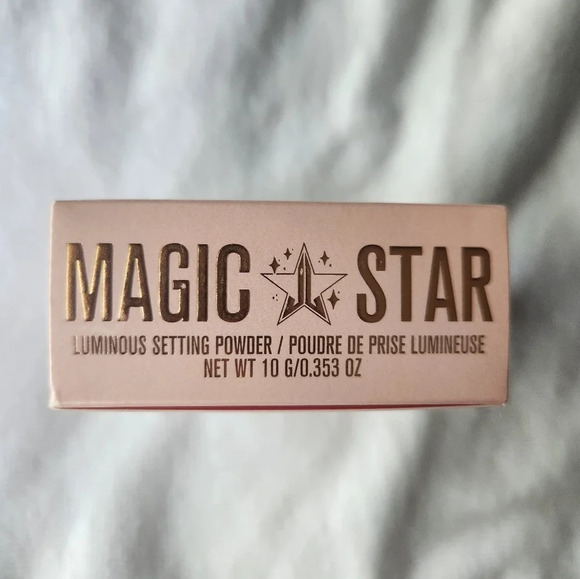 MAGIC STAR
LUMINOUS SETTING POWDER / POUDRE DE PRISE LUMINEUSE
NET WT 10 G/0.353 OZ